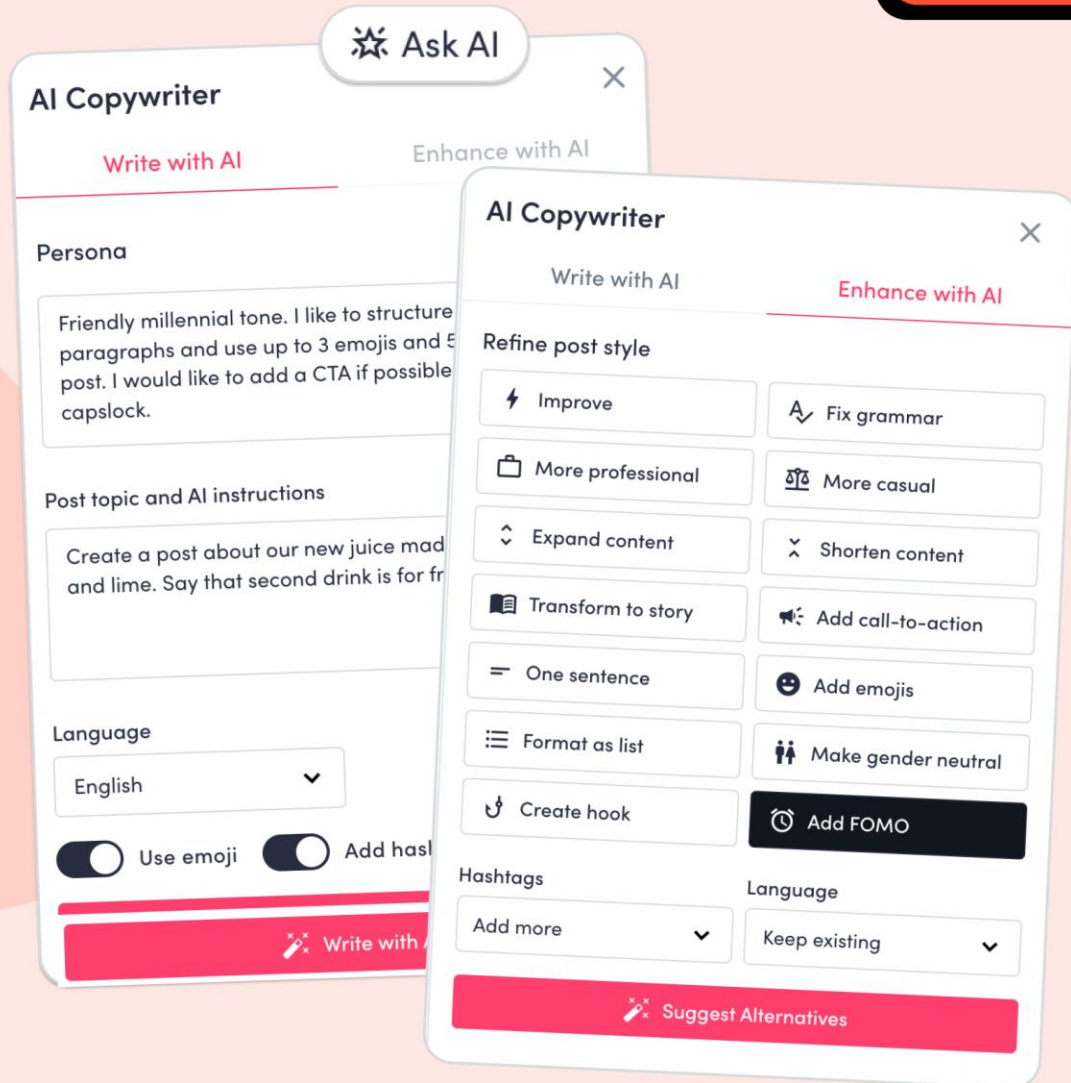 Ask AI
AI Copywriter
Write with AI
Enhance with AI
Persona
Friendly millennial tone. I like to structure
paragraphs and use up to 3 emojis and 5
post. I would like to add a CTA if possible
capslock.
Post topic and AI instructions
Create a post about our new juice mad
and lime. Say that second drink is for fr
Language
English
Use emoji
Add hash
Write with
AI Copywriter
Write with AI
Enhance with AI
Refine post style
Improve
Fix grammar
More professional
More casual
Expand content
Shorten content
Transform to story
Add call-to-action
One sentence
Add emojis
Format as list
Make gender neutral
Create hook
Add FOMO
Hashtags
Language
Add more
Keep existing
Suggest Alternatives